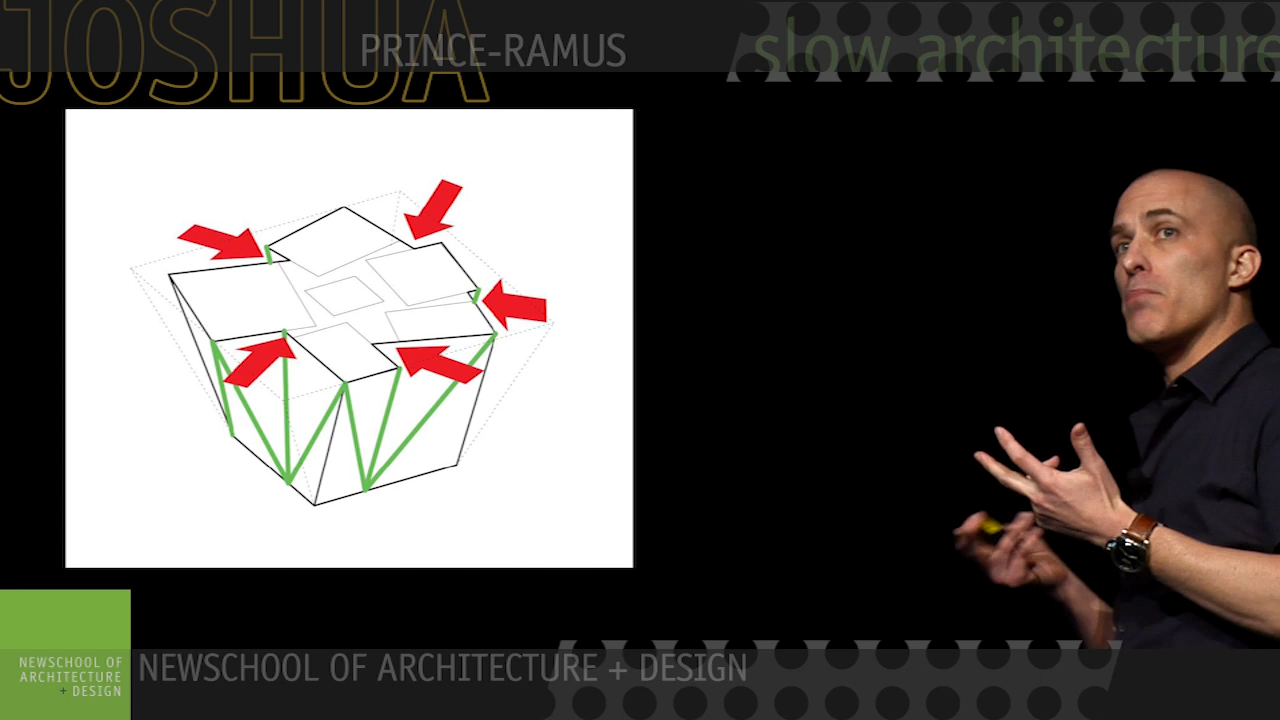 JOSHUA
PRINCE-RAMUS
slow architecture
NEWSCHOOL OF
ARCHITECTURE
+ DESIGN
NEWSCHOOL OF ARCHITECTURE + DESIGN